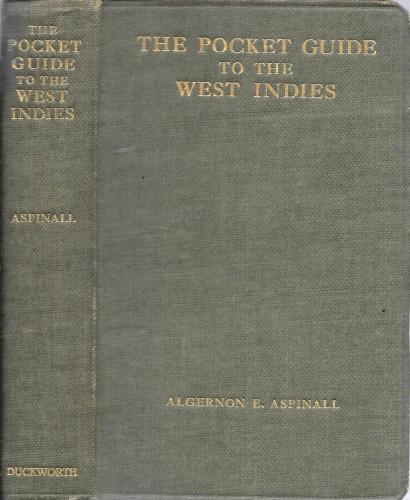 THE
POCKET
GUIDE
TO THE
WEST
INDIES
ASPINALL
DUCKWORTH
THE POCKET GUIDE
TO THE
WEST INDIES
ALGERNON E. ASPINALL